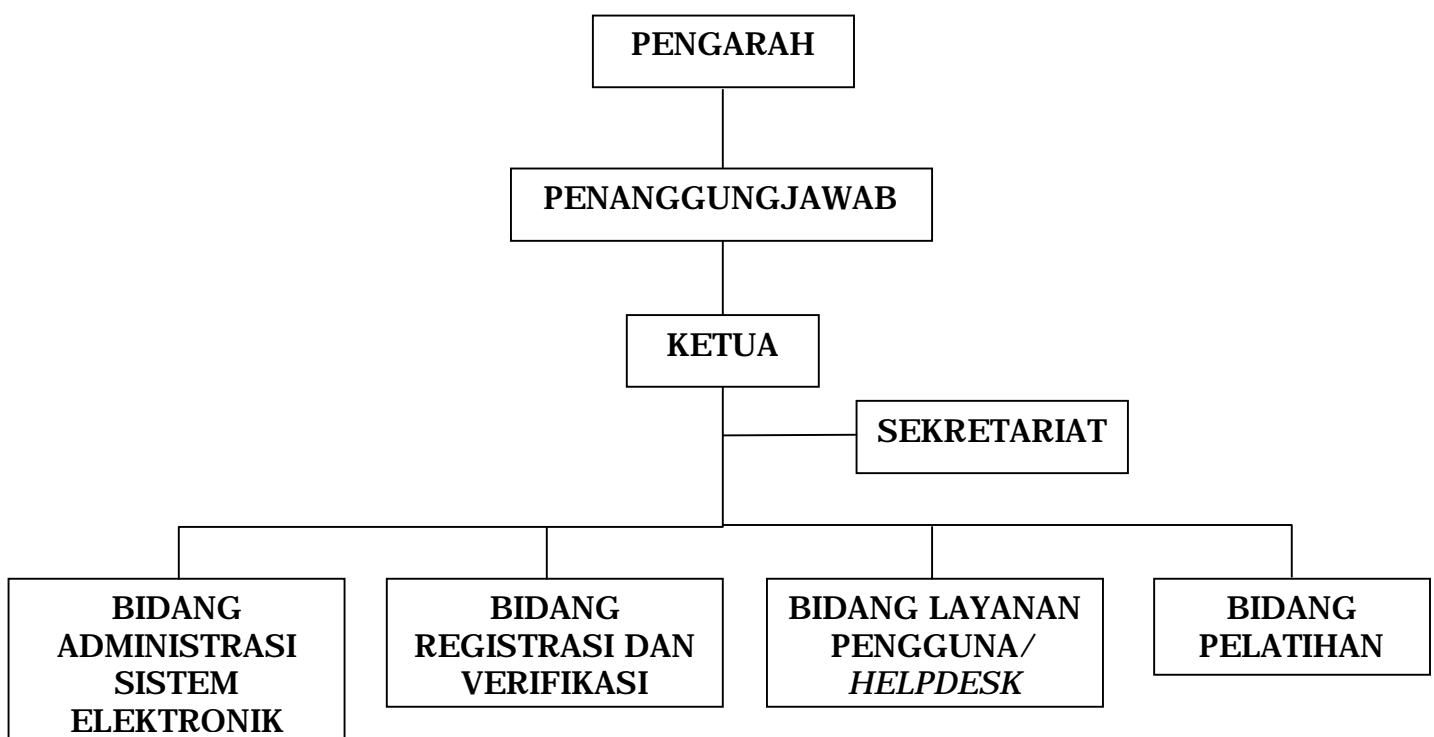 PENGARAH
PENANGGUNGJAWAB
KETUA
SEKRETARIAT
BIDANG
ADMINISTRASI
SISTEM
ELEKTRONIK
BIDANG
REGISTRASI DAN
VERIFIKASI
BIDANG LAYANAN
PENGGUNA/
HELPDESK
BIDANG
PELATIHAN